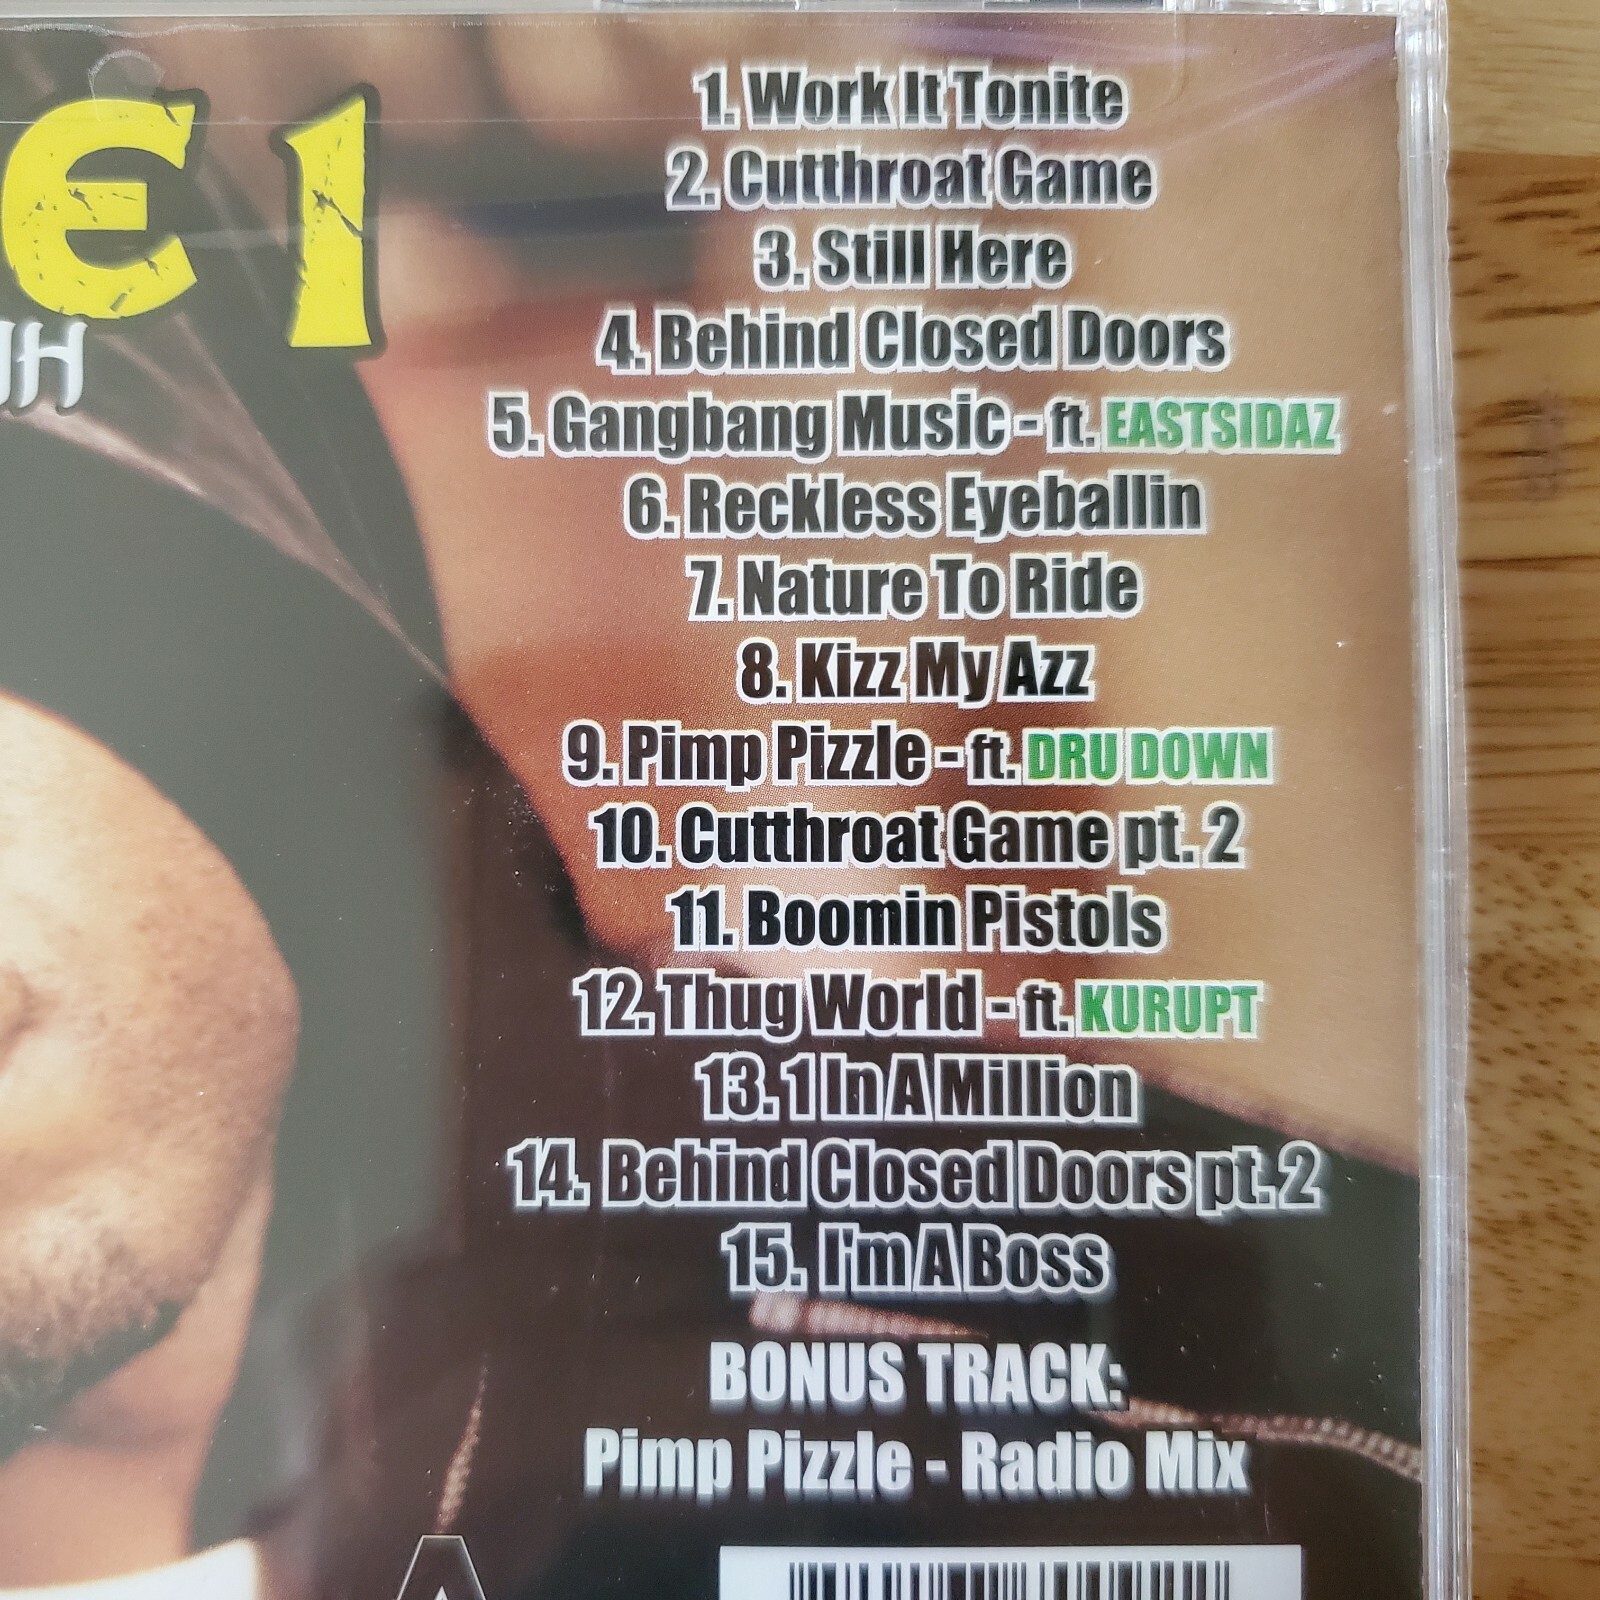 1. Work It Tonite
2. Cutthroat Game
3. Still Here
4. Behind Closed Doors
5. Gangbang Music - ft. EASTSIDAZ
6. Reckless Eyeballin
7. Nature To Ride
8. Kizz My Azz
9. Pimp Pizzle - ft. DRU DOWN
10. Cutthroat Game pt. 2
11. Boomin Pistols
12. Thug World - ft. KURUPT
13. 1 In A Million
14. Behind Closed Doors pt. 2
15. I'm A Boss
BONUS TRACK:
Pimp Pizzle - Radio Mix